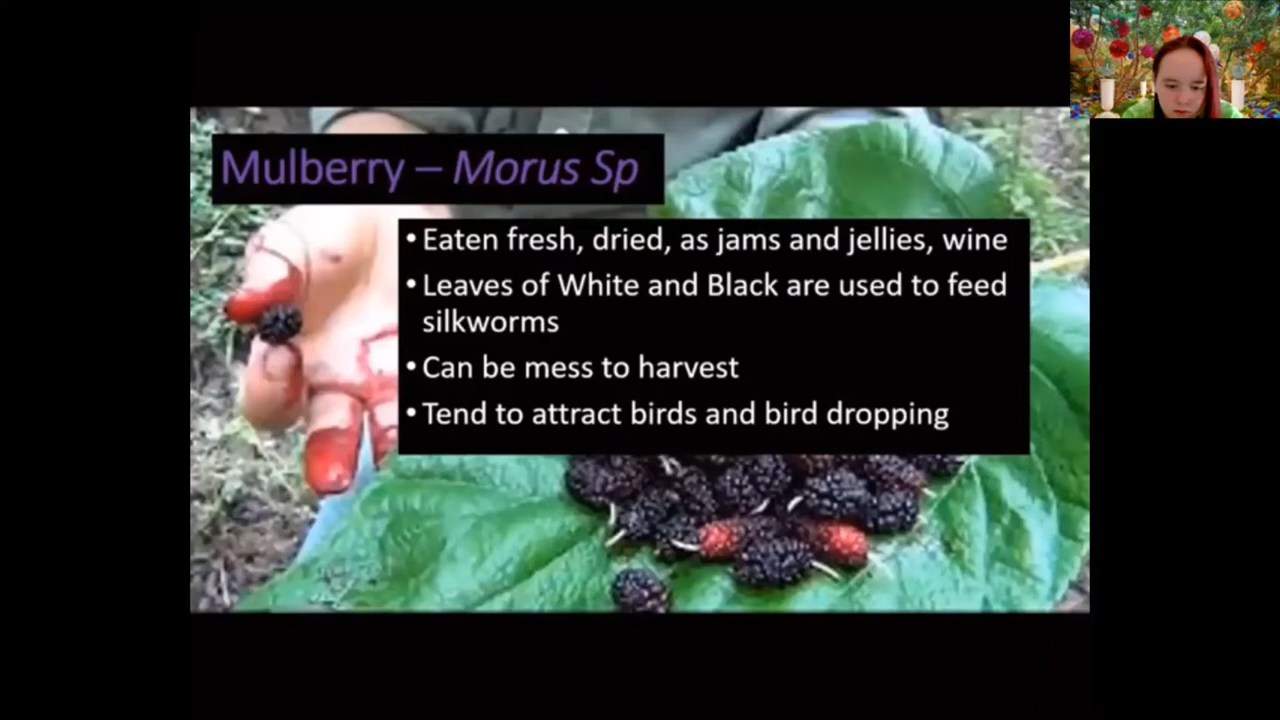 Mulberry – Morus Sp
• Eaten fresh, dried, as jams and jellies, wine
• Leaves of White and Black are used to feed
silkworms
• Can be mess to harvest
• Tend to attract birds and bird dropping